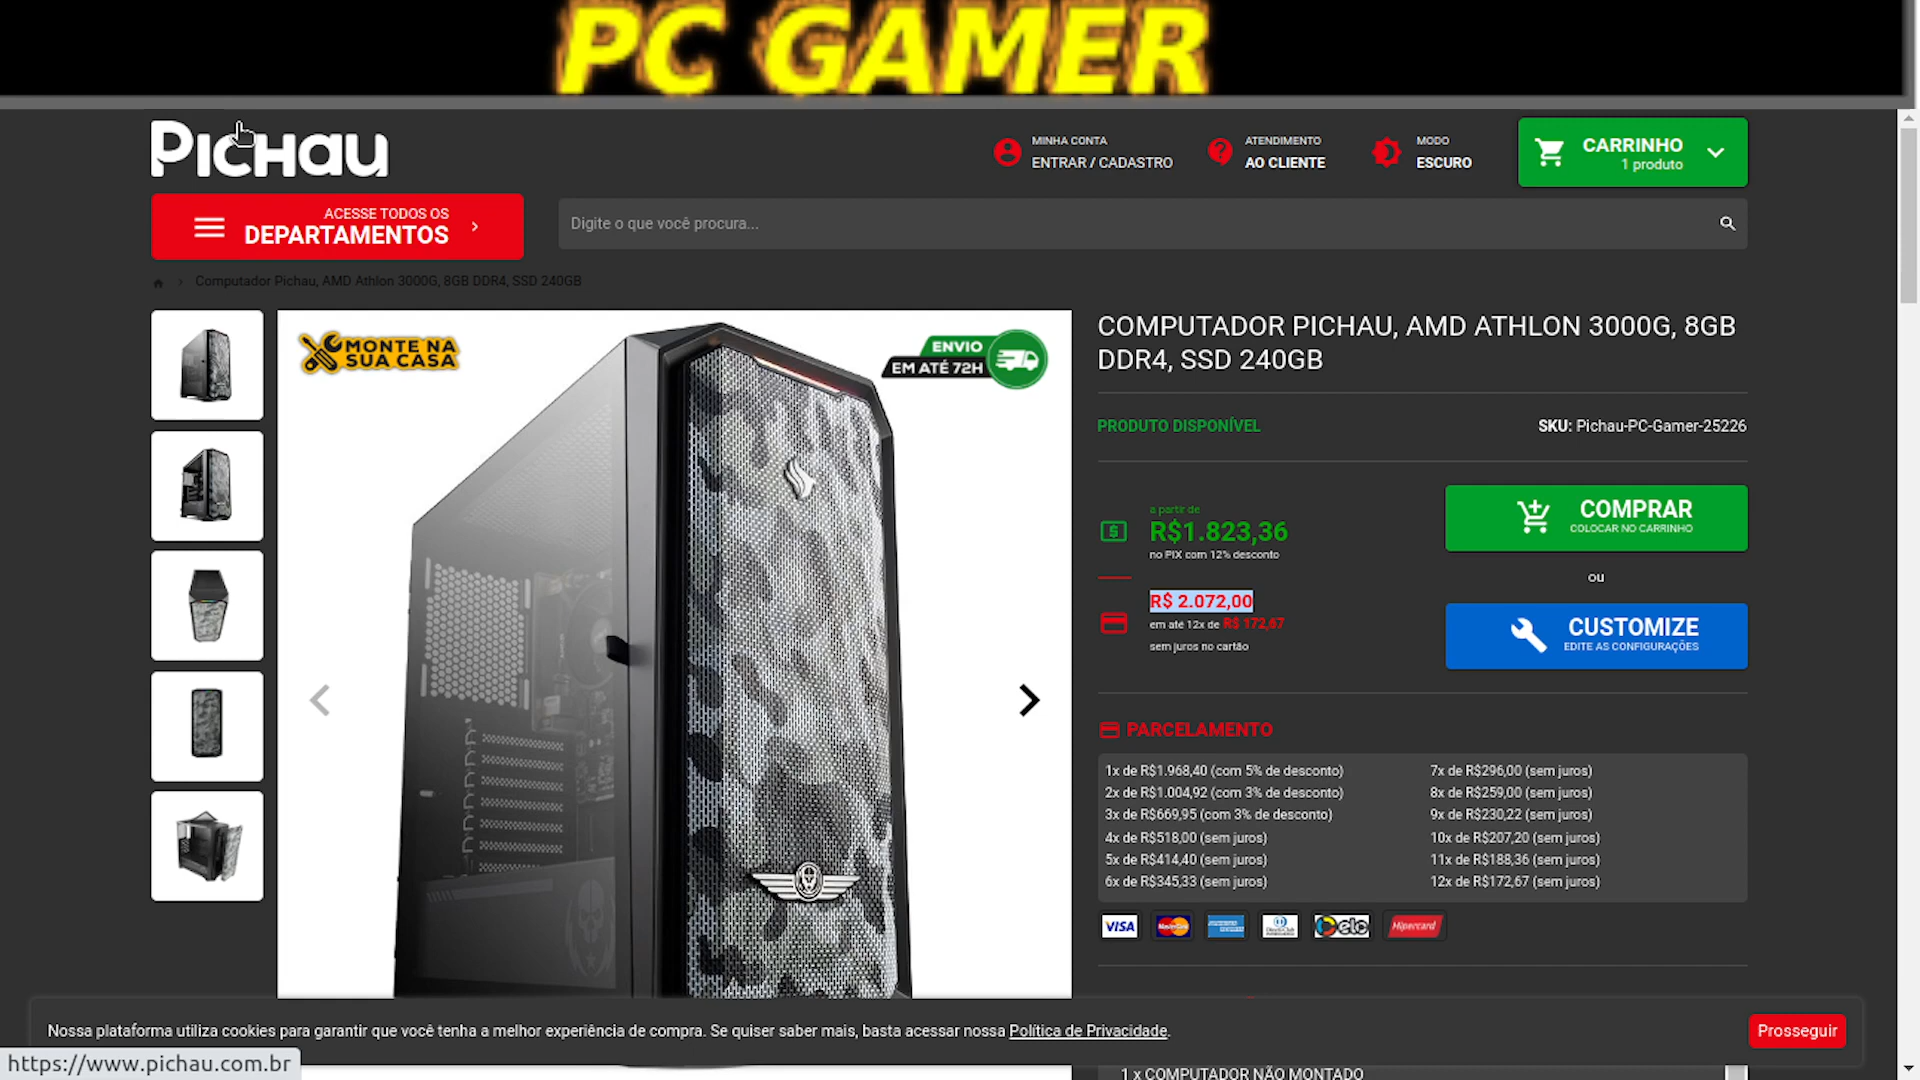 PC GAMER
PICHAU
MINHA CONTA
ENTRAR / CADASTRO
ATENDIMENTO
AO CLIENTE
MODO
ESCURO
CARRINHO
1 produto
ACESSE TODOS OS
DEPARTAMENTOS
Digite o que você procura...
Computador Pichau, AMD Athlon 3000G, 8GB DDR4, SSD 240GB
MONTE NA
SUA CASA
ENVIO
EM ATÉ 72H
COMPUTADOR PICHAU, AMD ATHLON 3000G, 8GB
DDR4, SSD 240GB
PRODUTO DISPONÍVEL
SKU: Pichau-PC-Gamer-25226
a partir de
R$1.823,36
no PIX com 12% desconto
R$ 2.072,00
em até 12x de R$ 172,67
sem juros no cartão
COMPRAR
COLOCAR NO CARRINHO
ou
CUSTOMIZE
EDITE AS CONFIGURAÇÕES
PARCELAMENTO
1x de R$1.968,40 (com 5% de desconto)
2x de R$1.004,92 (com 3% de desconto)
3x de R$669,95 (com 3% de desconto)
4x de R$518,00 (sem juros)
5x de R$414,40 (sem juros)
6x de R$345,33 (sem juros)
7x de R$296,00 (sem juros)
8x de R$259,00 (sem juros)
9x de R$230,22 (sem juros)
10x de R$207,20 (sem juros)
11x de R$188,36 (sem juros)
12x de R$172,67 (sem juros)
VISA
MasterCard
elo
Hipercard
Nossa plataforma utiliza cookies para garantir que você tenha a melhor experiência de compra. Se quiser saber mais, basta acessar nossa Política de Privacidade.
Prosseguir
https://www.pichau.com.br
1 x COMPUTADOR NÃO MONTADO